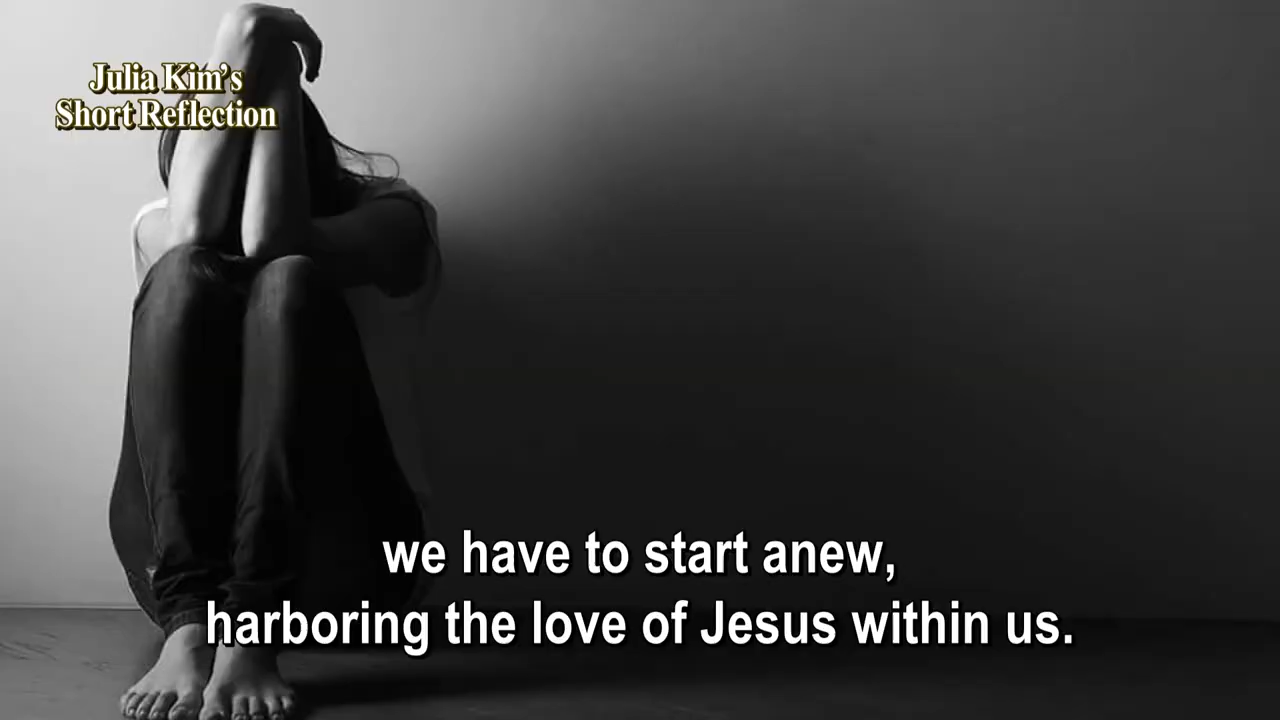 Julia Kim's
Short Reflection
we have to start anew,
harboring the love of Jesus within us.